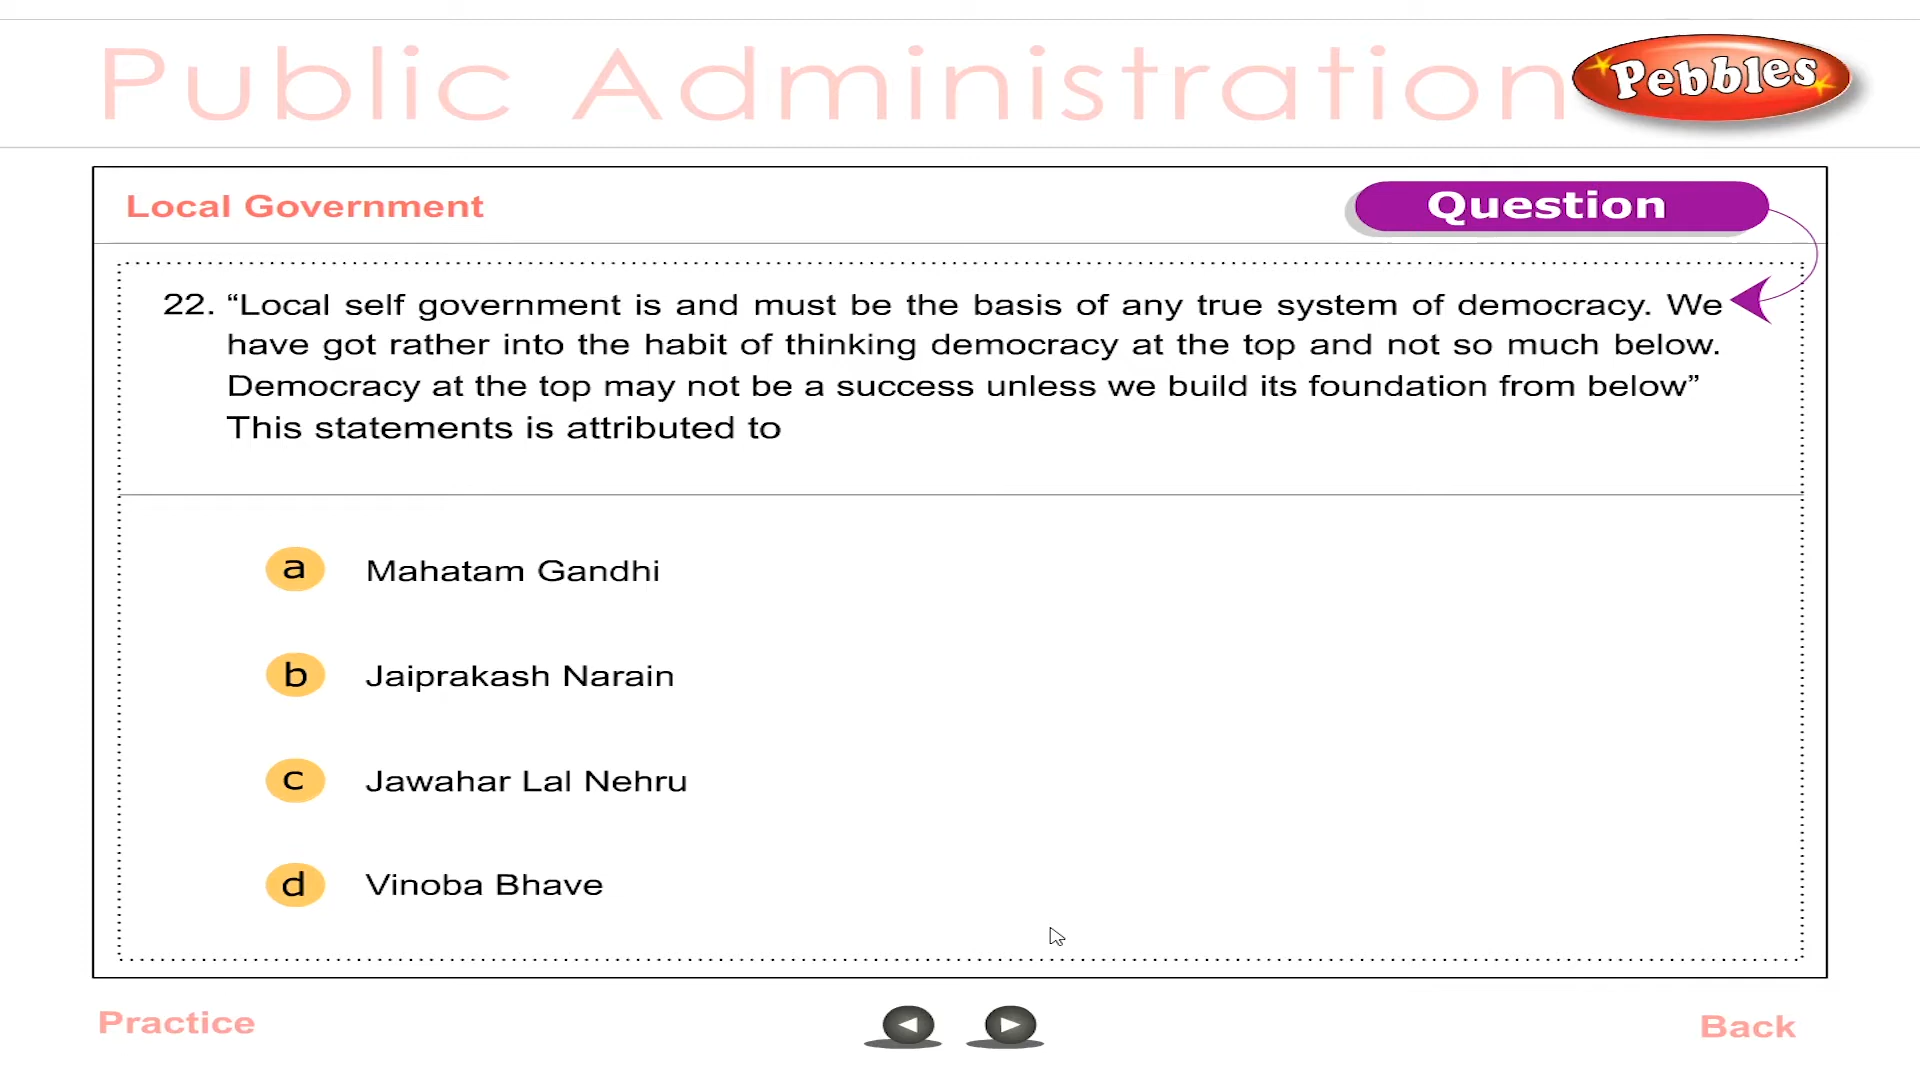 Public Administration
Pebbles
Local Government
Question
22. “Local self government is and must be the basis of any true system of democracy. We
have got rather into the habit of thinking democracy at the top and not so much below.
Democracy at the top may not be a success unless we build its foundation from below”
This statements is attributed to
a Mahatam Gandhi
b Jaiprakash Narain
c Jawahar Lal Nehru
d Vinoba Bhave
Practice
Back